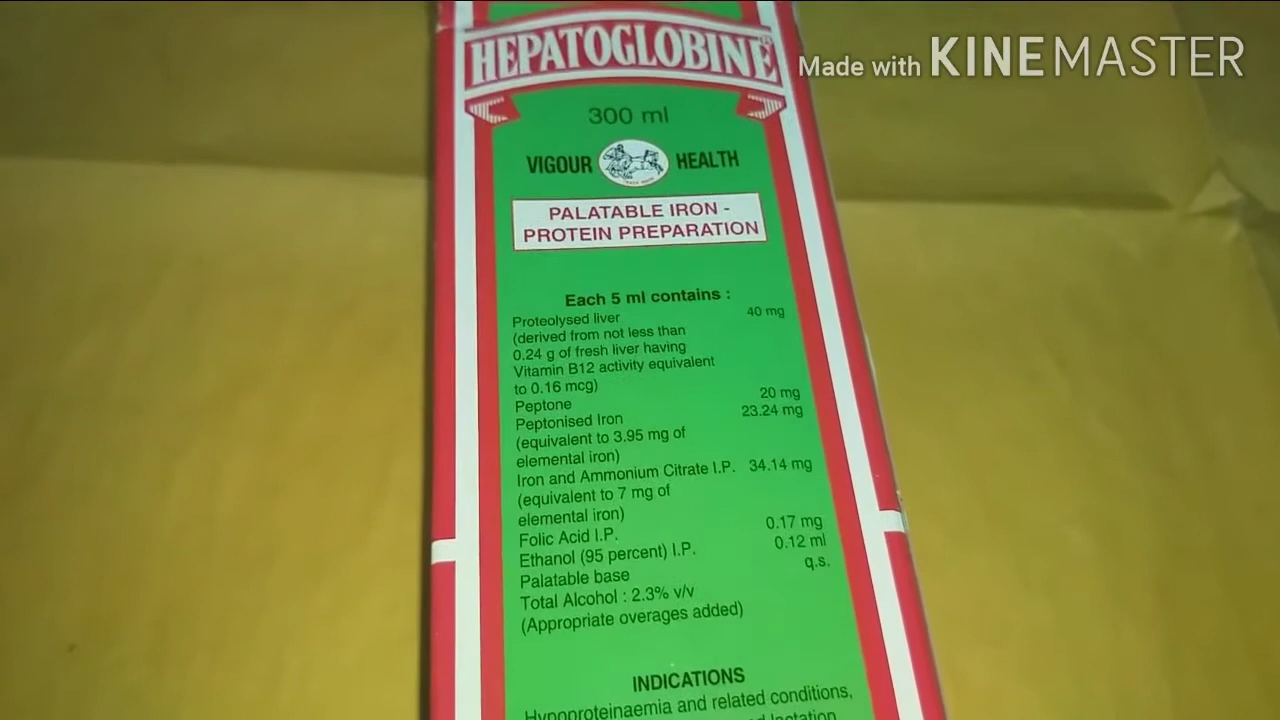 HEPATOGLOBINE®
Made with KINEMASTER
300 ml
VIGOUR HEALTH
PALATABLE IRON -
PROTEIN PREPARATION
Each 5 ml contains :
Proteolysed liver 40 mg
(derived from not less than
0.24 g of fresh liver having
Vitamin B12 activity equivalent
to 0.16 mcg)
Peptone 20 mg
Peptonised Iron 23.24 mg
(equivalent to 3.95 mg of
elemental iron)
Iron and Ammonium Citrate I.P. 34.14 mg
(equivalent to 7 mg of
elemental iron)
Folic Acid I.P. 0.17 mg
Ethanol (95 percent) I.P. 0.12 ml
Palatable base q.s.
Total Alcohol : 2.3% v/v
(Appropriate overages added)
INDICATIONS
Hypoproteinaemia and related conditions,
lactation